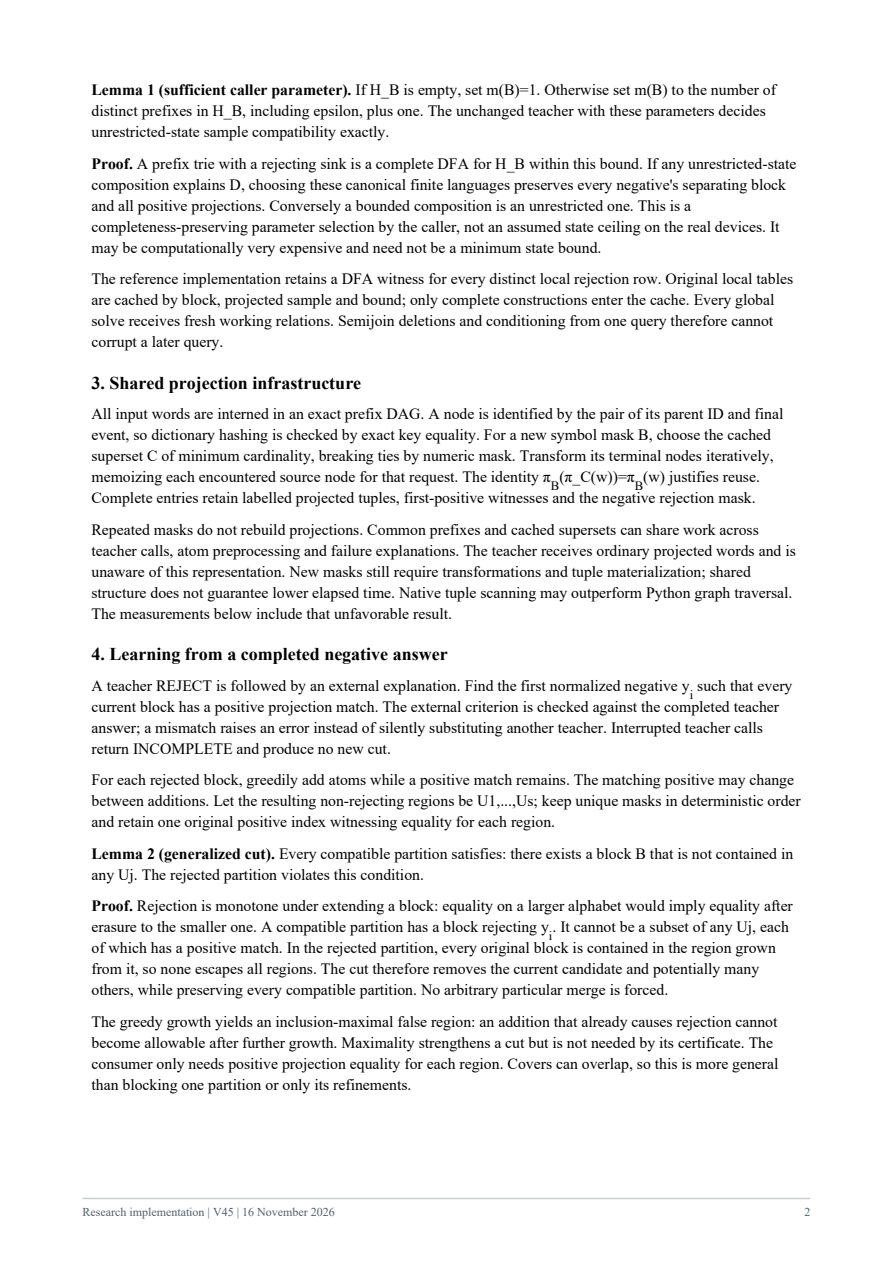 Lemma 1 (sufficient caller parameter). If H_B is empty, set m(B)=1. Otherwise set m(B) to the number of
distinct prefixes in H_B, including epsilon, plus one. The unchanged teacher with these parameters decides
unrestricted-state sample compatibility exactly.
Proof. A prefix trie with a rejecting sink is a complete DFA for H_B within this bound. If any unrestricted-state
composition explains D, choosing these canonical finite languages preserves every negative's separating block
and all positive projections. Conversely a bounded composition is an unrestricted one. This is a
completeness-preserving parameter selection by the caller, not an assumed state ceiling on the real devices. It
may be computationally very expensive and need not be a minimum state bound.
The reference implementation retains a DFA witness for every distinct local rejection row. Original local tables
are cached by block, projected sample and bound; only complete constructions enter the cache. Every global
solve receives fresh working relations. Semijoin deletions and conditioning from one query therefore cannot
corrupt a later query.
3. Shared projection infrastructure
All input words are interned in an exact prefix DAG. A node is identified by the pair of its parent ID and final
event, so dictionary hashing is checked by exact key equality. For a new symbol mask B, choose the cached
superset C of minimum cardinality, breaking ties by numeric mask. Transform its terminal nodes iteratively,
memoizing each encountered source node for that request. The identity π_B(π_C(w))=π_B(w) justifies reuse.
Complete entries retain labelled projected tuples, first-positive witnesses and the negative rejection mask.
Repeated masks do not rebuild projections. Common prefixes and cached supersets can share work across
teacher calls, atom preprocessing and failure explanations. The teacher receives ordinary projected words and is
unaware of this representation. New masks still require transformations and tuple materialization; shared
structure does not guarantee lower elapsed time. Native tuple scanning may outperform Python graph traversal.
The measurements below include that unfavorable result.
4. Learning from a completed negative answer
A teacher REJECT is followed by an external explanation. Find the first normalized negative y_i such that every
current block has a positive projection match. The external criterion is checked against the completed teacher
answer; a mismatch raises an error instead of silently substituting another teacher. Interrupted teacher calls
return INCOMPLETE and produce no new cut.
For each rejected block, greedily add atoms while a positive match remains. The matching positive may change
between additions. Let the resulting non-rejecting regions be U1,...,Us; keep unique masks in deterministic order
and retain one original positive index witnessing equality for each region.
Lemma 2 (generalized cut). Every compatible partition satisfies: there exists a block B that is not contained in
any Uj. The rejected partition violates this condition.
Proof. Rejection is monotone under extending a block: equality on a larger alphabet would imply equality after
erasure to the smaller one. A compatible partition has a block rejecting y_i. It cannot be a subset of any Uj, each
of which has a positive match. In the rejected partition, every original block is contained in the region grown
from it, so none escapes all regions. The cut therefore removes the current candidate and potentially many
others, while preserving every compatible partition. No arbitrary particular merge is forced.
The greedy growth yields an inclusion-maximal false region: an addition that already causes rejection cannot
become allowable after further growth. Maximality strengthens a cut but is not needed by its certificate. The
consumer only needs positive projection equality for each region. Covers can overlap, so this is more general
than blocking one partition or only its refinements.
Research implementation | V45 | 16 November 2026
2